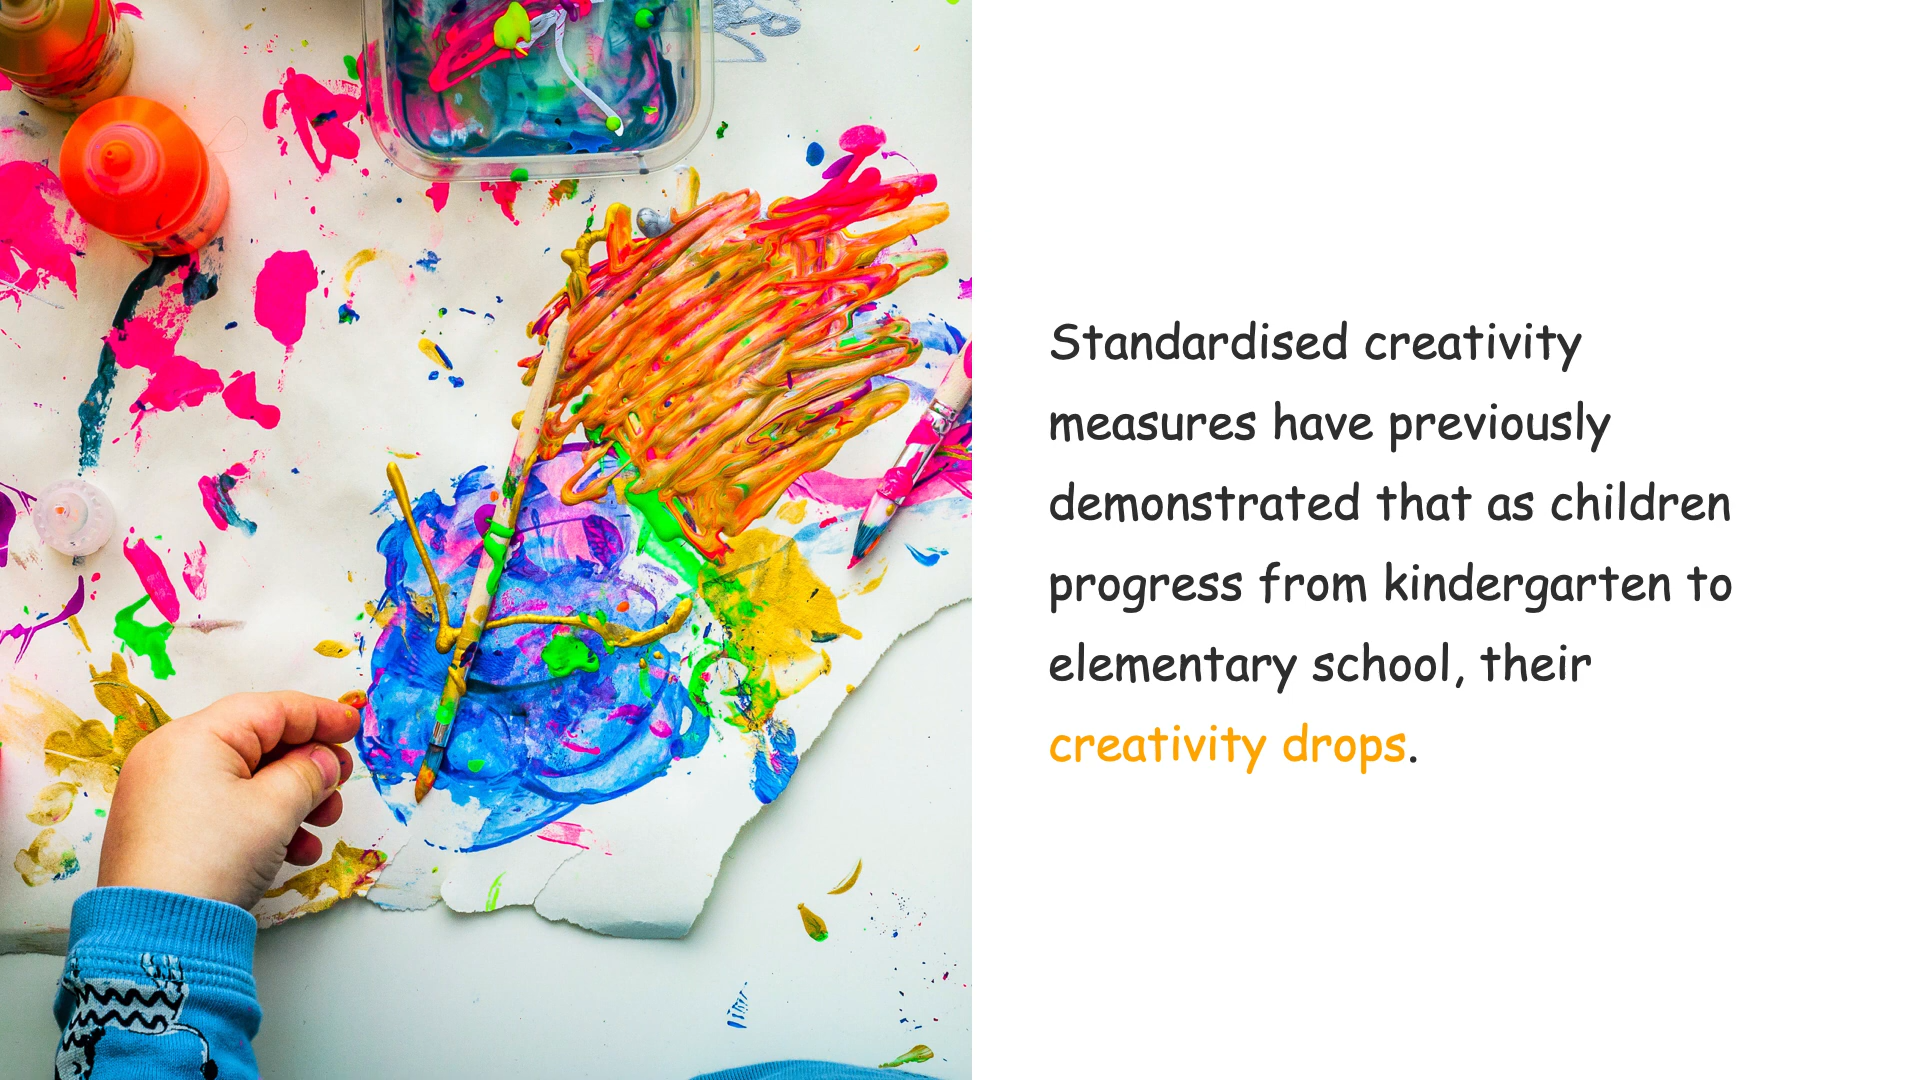 Standardised creativity
measures have previously
demonstrated that as children
progress from kindergarten to
elementary school, their
creativity drops.